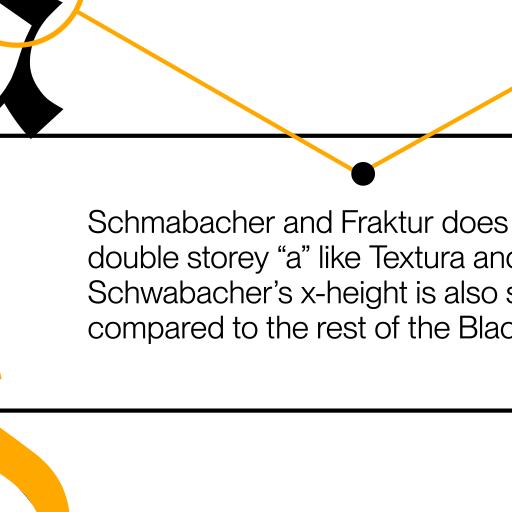 Schmabacher and Fraktur does
double storey “a” like Textura and
Schwabacher’s x-height is also
compared to the rest of the